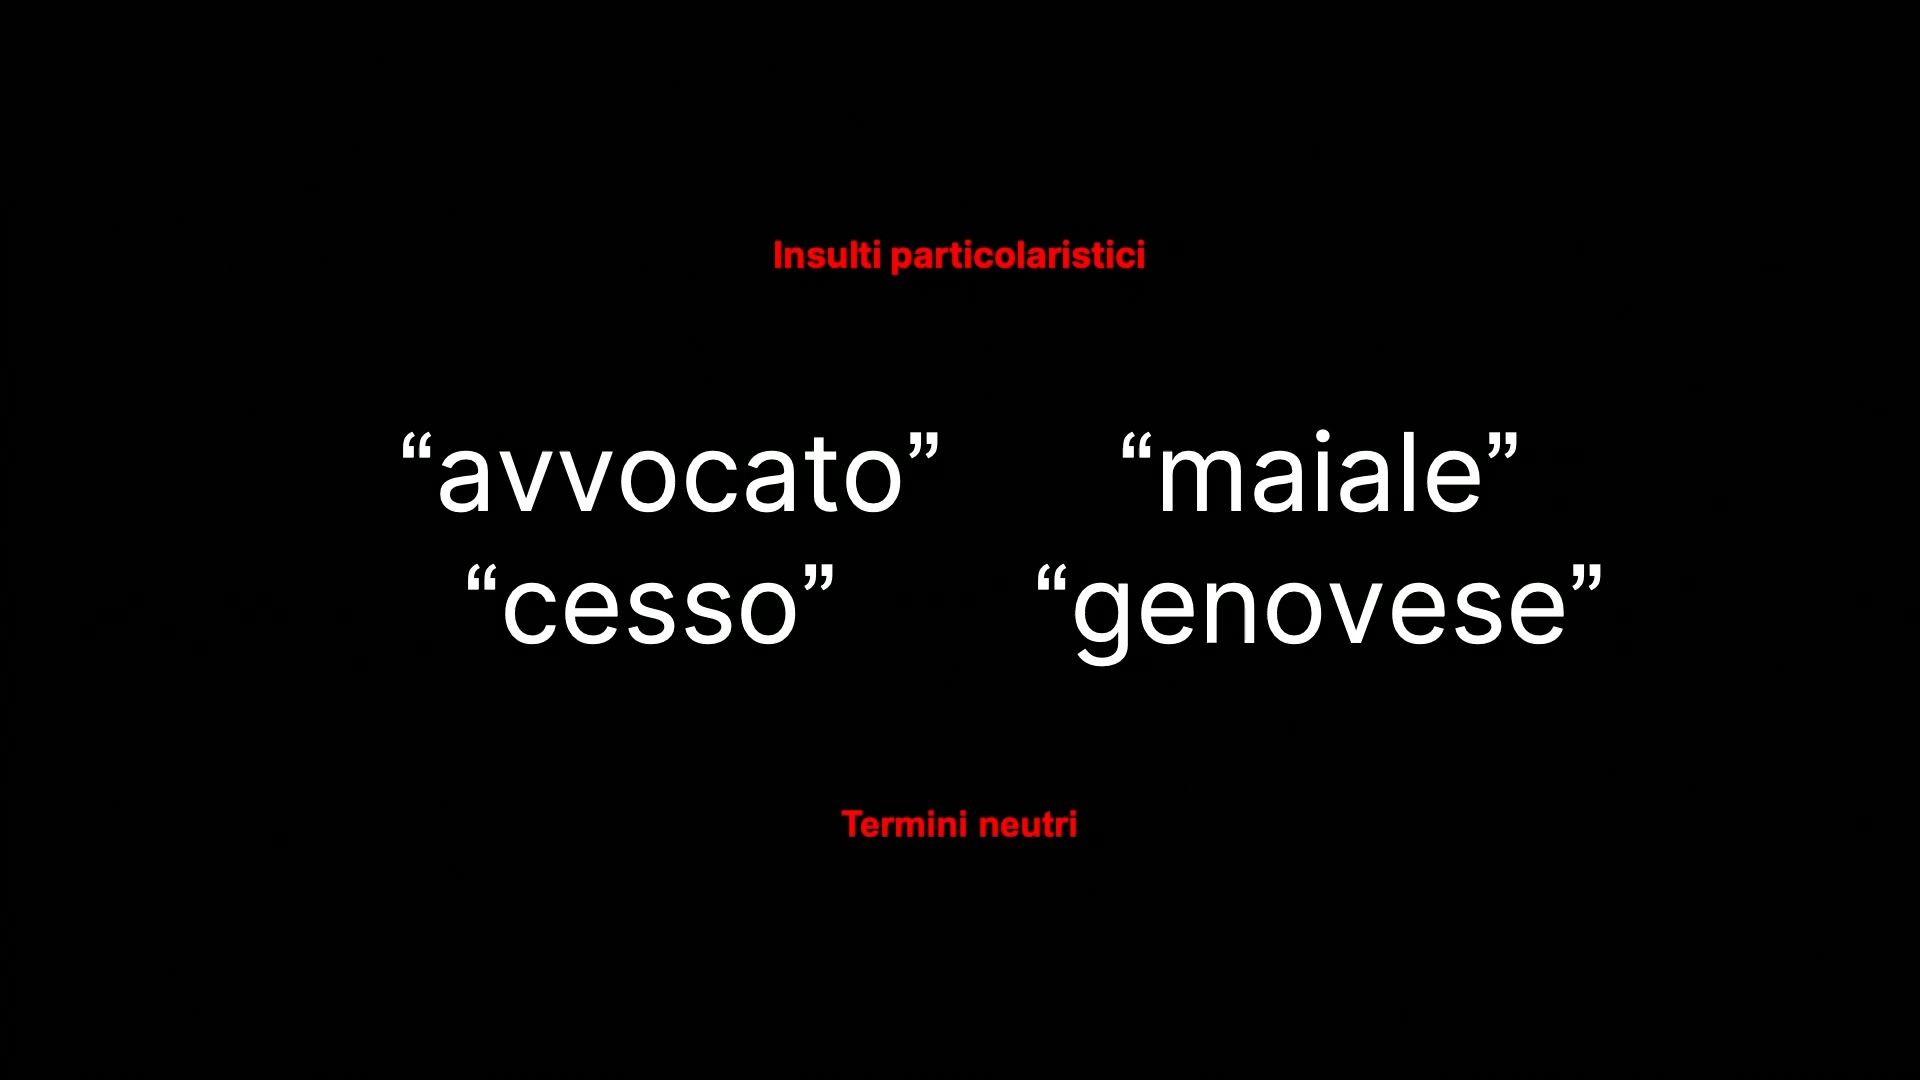 Insulti particolaristici
“avvocato” “maiale”
“cesso” “genovese”
Termini neutri